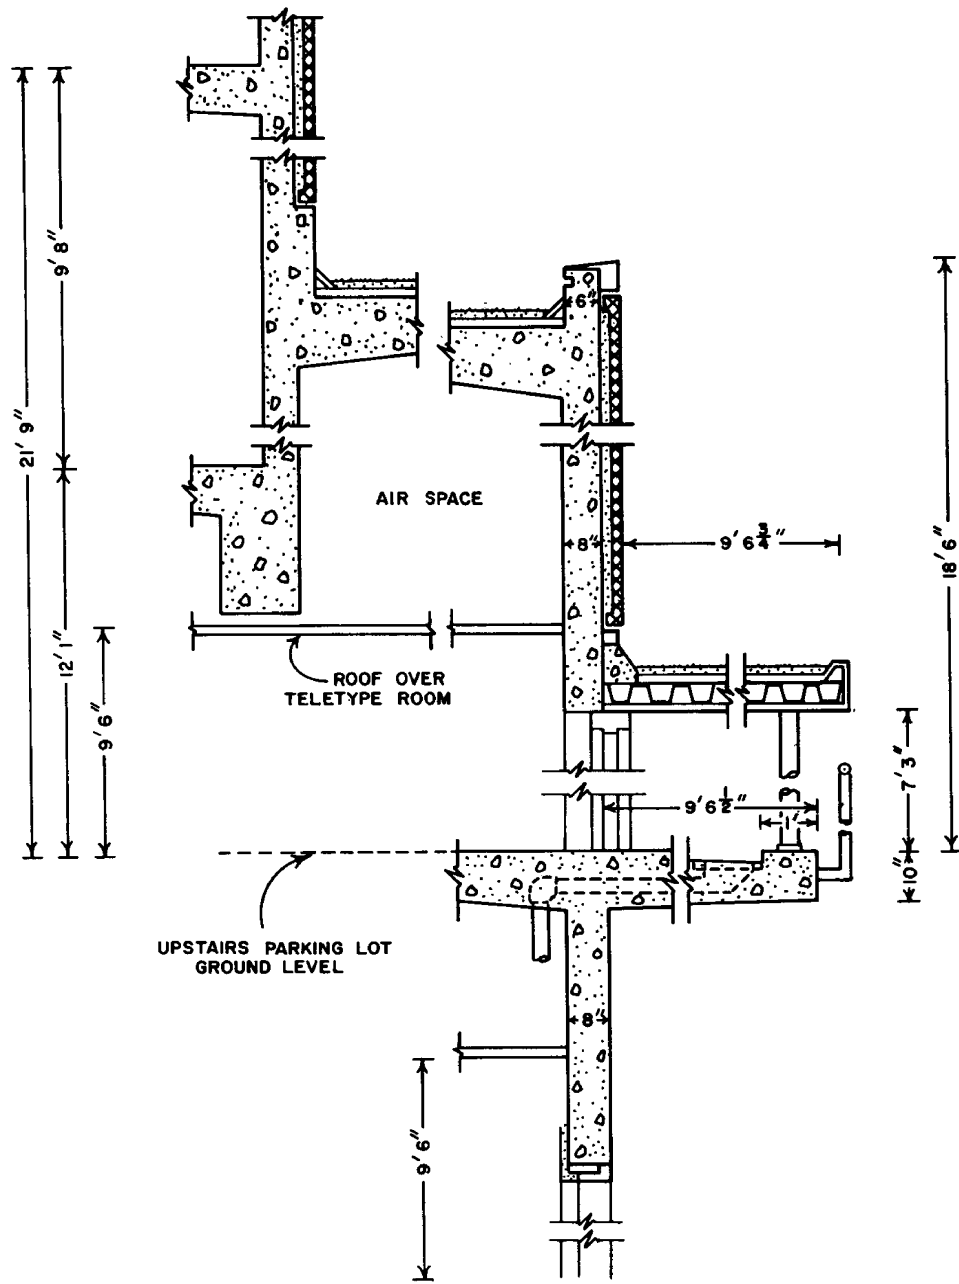 6"
9' 8"
21' 9"
AIR SPACE
8"
9' 6 3/4"
18' 6"
12' 1"
ROOF OVER
TELETYPE ROOM
9' 6"
7' 3"
9' 6 1/2"
1'
10"
UPSTAIRS PARKING LOT
GROUND LEVEL
8"
9' 6"